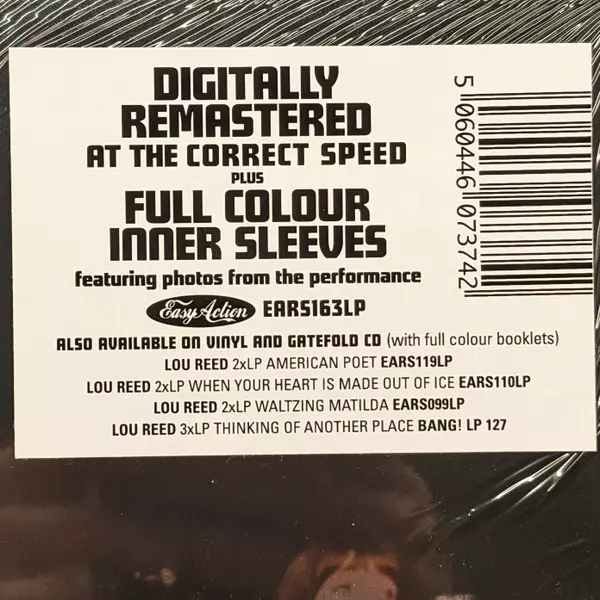 DIGITALLY
REMASTERED
AT THE CORRECT SPEED
PLUS
FULL COLOUR
INNER SLEEVES
featuring photos from the performance
Easy Action EARS163LP
ALSO AVAILABLE ON VINYL AND GATEFOLD CD (with full colour booklets)
LOU REED 2xLP AMERICAN POET EARS119LP
LOU REED 2xLP WHEN YOUR HEART IS MADE OUT OF ICE EARS110LP
LOU REED 2xLP WALTZING MATILDA EARS099LP
LOU REED 3xLP THINKING OF ANOTHER PLACE BANG! LP 127
5 060446 073742